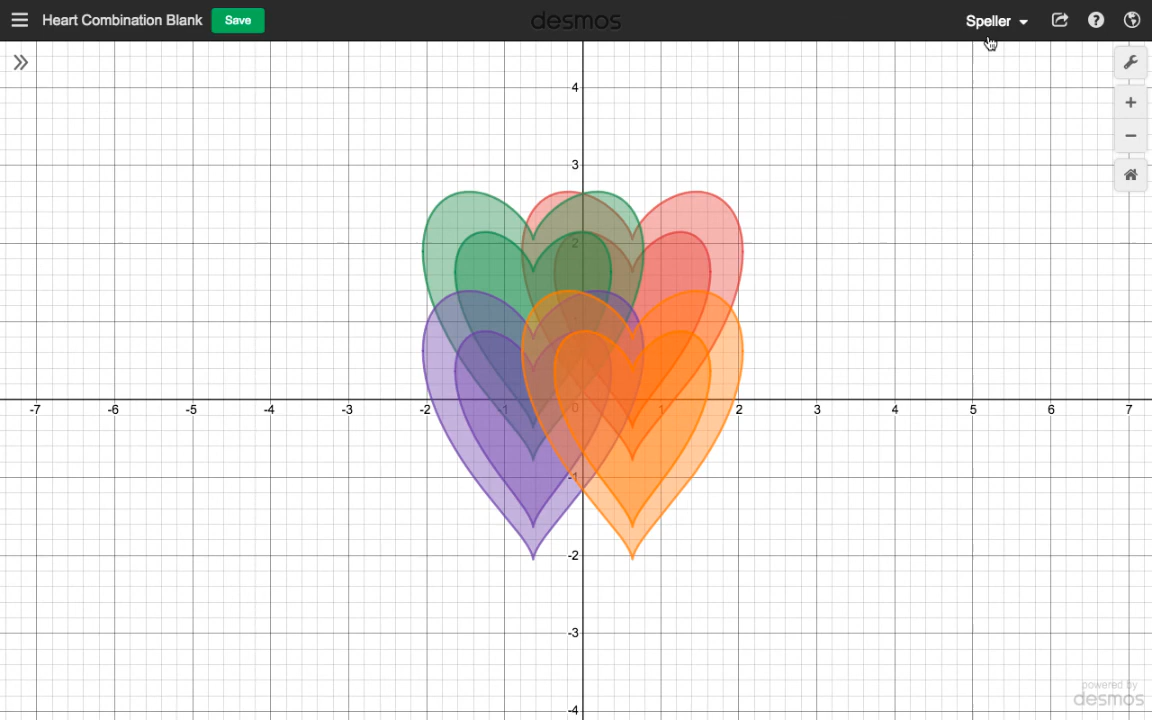 Heart Combination Blank Save desmos Speller
4
3
2
1
-7 -6 -5 -4 -3 -2 -1 0 1 2 3 4 5 6 7
-1
-2
-3
-4
powered by
desmos